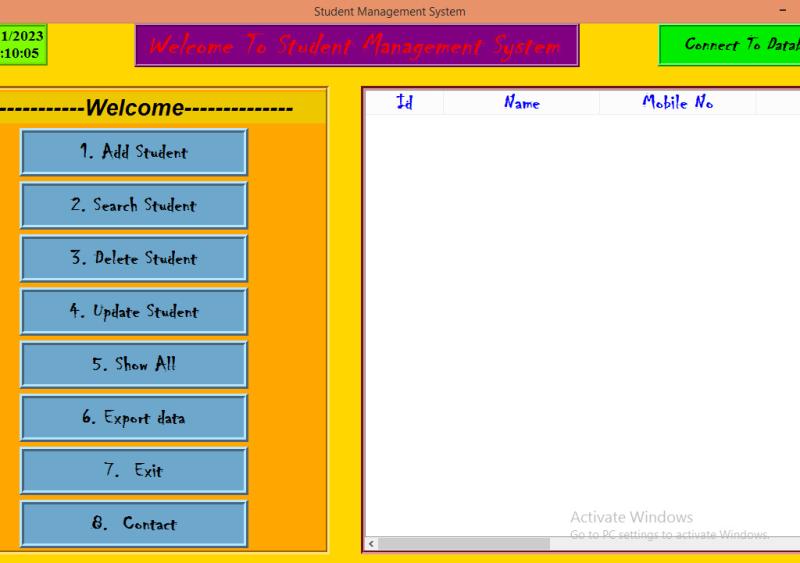 Student Management System
1/2023
:10:05
Welcome To Student Management System
Connect To Datab
-----------Welcome--------------
Id Name Mobile No
1. Add Student
2. Search Student
3. Delete Student
4. Update Student
5. Show All
6. Export data
7. Exit
8. Contact
Activate Windows
Go to PC settings to activate Windows.